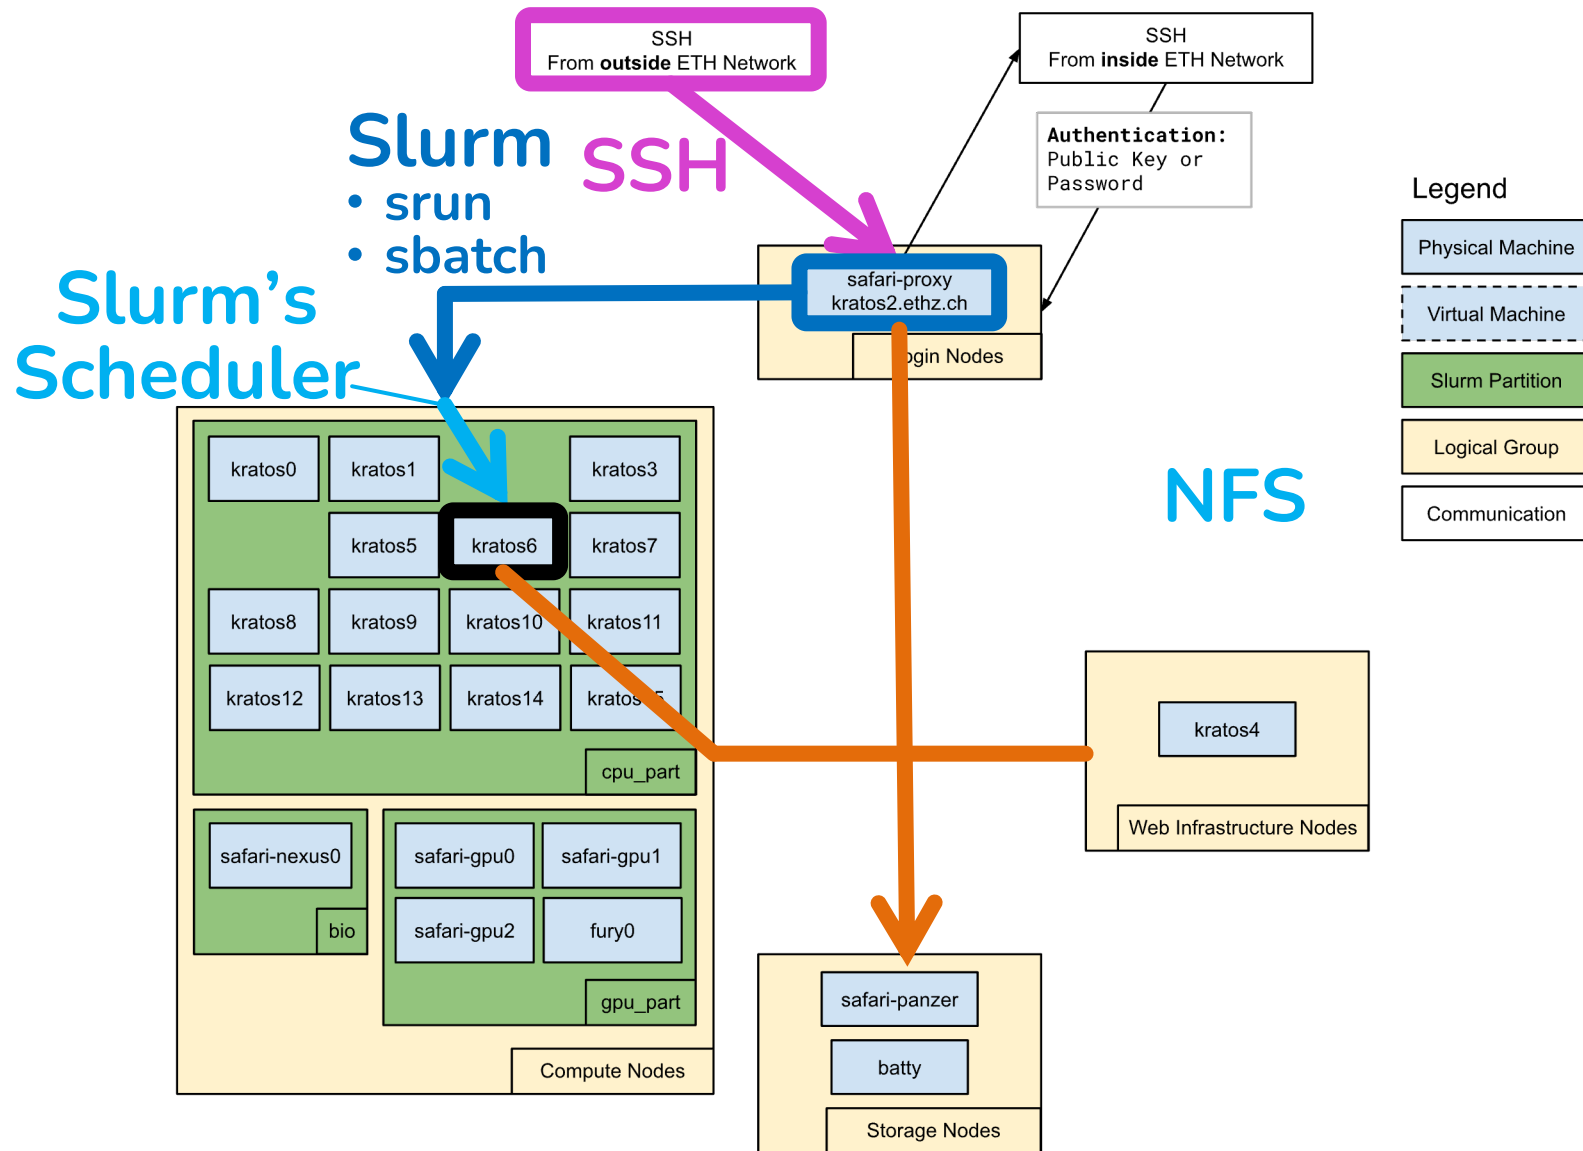 SSH
From outside ETH Network
SSH
From inside ETH Network
Authentication:
Public Key or
Password
Slurm
• srun
• sbatch
SSH
Slurm's
Scheduler
safari-proxy
kratos2.ethz.ch
Nodes
Legend
Physical Machine
Virtual Machine
Slurm Partition
Logical Group
Communication
NFS
kratos0
kratos1
kratos3
kratos5
kratos6
kratos7
kratos8
kratos9
kratos10
kratos11
kratos12
kratos13
kratos14
cpu_part
safari-nexus0
bio
safari-gpu0
safari-gpu1
safari-gpu2
fury0
gpu_part
Compute Nodes
kratos4
Web Infrastructure Nodes
safari-panzer
batty
Storage Nodes